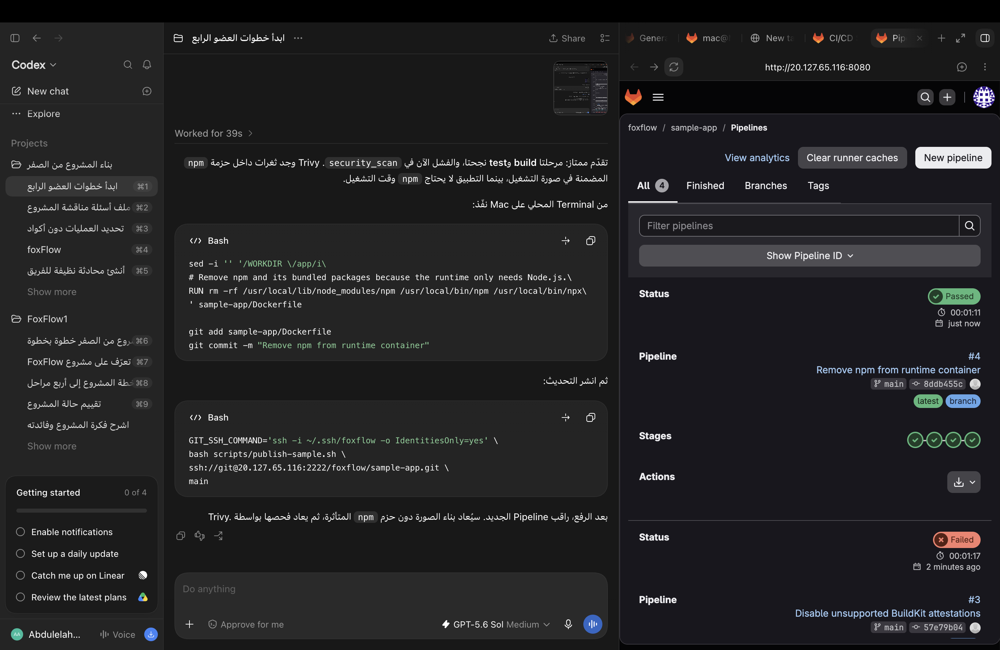 Codex
New chat
Explore
Projects
بناء المشروع من الصفر
ابدأ خطوات العضو الرابع ⌘1
ملف أسئلة مناقشة المشروع ⌘2
تحديد العمليات دون أكواد ⌘3
foxFlow ⌘4
أنشئ محادثة نظيفة للفريق ⌘5
Show more
FoxFlow1
روع من الصفر خطوة بخطوة ⌘6
تعرّف على مشروع FoxFlow ⌘7
خطة المشروع إلى أربع مراحل ⌘8
تقييم حالة المشروع ⌘9
اشرح فكرة المشروع وفائدته
Show more
Getting started 0 of 4
Enable notifications
Set up a daily update
Catch me up on Linear
Review the latest plans
AA Abdulelah... Voice
ابدأ خطوات العضو الرابع ...
Share
Worked for 39s
تقدّم ممتاز: مرحلتا build وtest نجحتا، والفشل الآن في security_scan. Trivy وجد ثغرات داخل حزمة npm
المضمنة في صورة التشغيل، بينما التطبيق لا يحتاج npm وقت التشغيل.
من Terminal المحلي على Mac نفّذ:
Bash
sed -i '' '/WORKDIR \/app/i\
# Remove npm and its bundled packages because the runtime only needs Node.js.\
RUN rm -rf /usr/local/lib/node_modules/npm /usr/local/bin/npm /usr/local/bin/npx\
' sample-app/Dockerfile
git add sample-app/Dockerfile
git commit -m "Remove npm from runtime container"
ثم انشر التحديث:
Bash
GIT_SSH_COMMAND='ssh -i ~/.ssh/foxflow -o IdentitiesOnly=yes' \
bash scripts/publish-sample.sh \
ssh://git@20.127.65.116:2222/foxflow/sample-app.git \
main
بعد الرفع، راقب Pipeline الجديد. سيُعاد بناء الصورة دون حزم npm المتأثرة، ثم يعاد فحصها بواسطة Trivy.
Do anything
Approve for me
GPT-5.6 Sol Medium
Genera
mac@
New ta
CI/CD
Pip
http://20.127.65.116:8080
foxflow / sample-app / Pipelines
View analytics
Clear runner caches
New pipeline
All 4
Finished
Branches
Tags
Filter pipelines
Show Pipeline ID
Status Passed
00:01:11
just now
Pipeline #4
Remove npm from runtime container
main 8ddb455c
latest branch
Stages
Actions
Status Failed
00:01:17
2 minutes ago
Pipeline #3
Disable unsupported BuildKit attestations
main 57e79b04